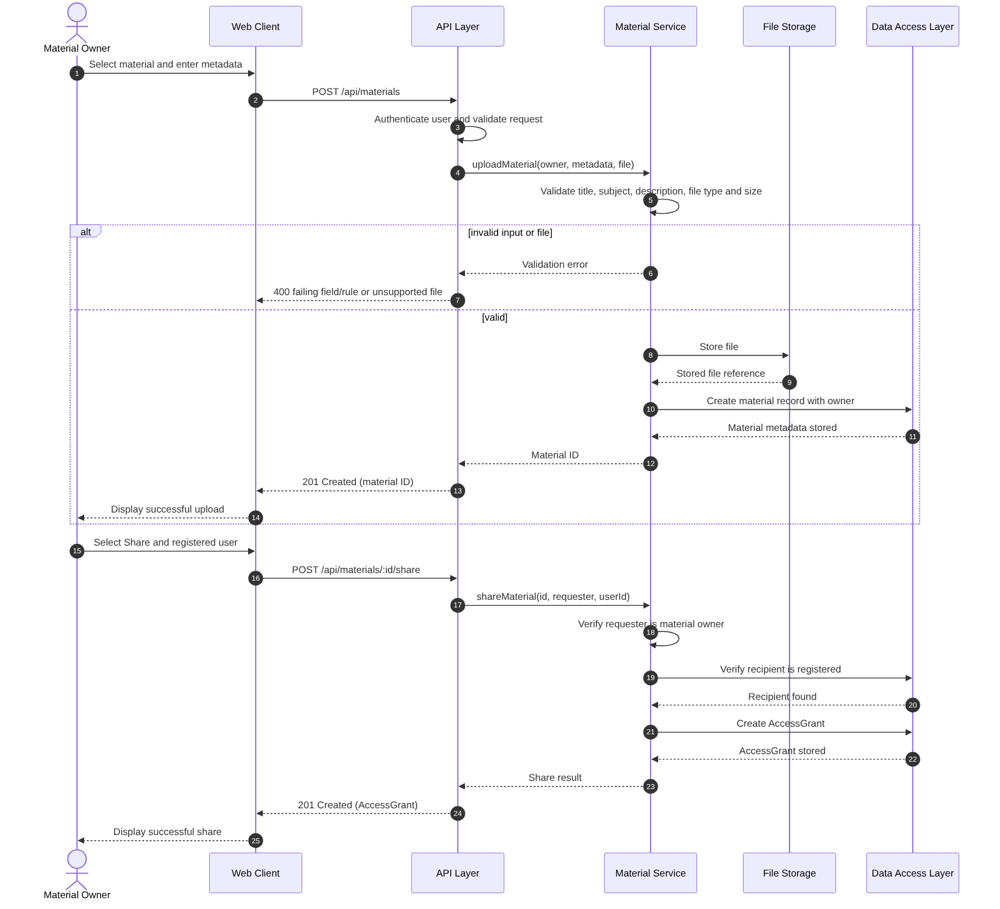 Material Owner
Web Client
API Layer
Material Service
File Storage
Data Access Layer
1 Select material and enter metadata
2 POST /api/materials
Authenticate user and validate request
3
4 uploadMaterial(owner, metadata, file)
Validate title, subject, description, file type and size
5
alt [invalid input or file]
Validation error 6
400 failing field/rule or unsupported file 7
[valid]
8 Store file
Stored file reference 9
10 Create material record with owner
Material metadata stored 11
Material ID 12
201 Created (material ID) 13
Display successful upload 14
15 Select Share and registered user
16 POST /api/materials/:id/share
17 shareMaterial(id, requester, userId)
Verify requester is material owner
18
19 Verify recipient is registered
Recipient found 20
21 Create AccessGrant
AccessGrant stored 22
Share result 23
201 Created (AccessGrant) 24
Display successful share 25
Material Owner
Web Client
API Layer
Material Service
File Storage
Data Access Layer